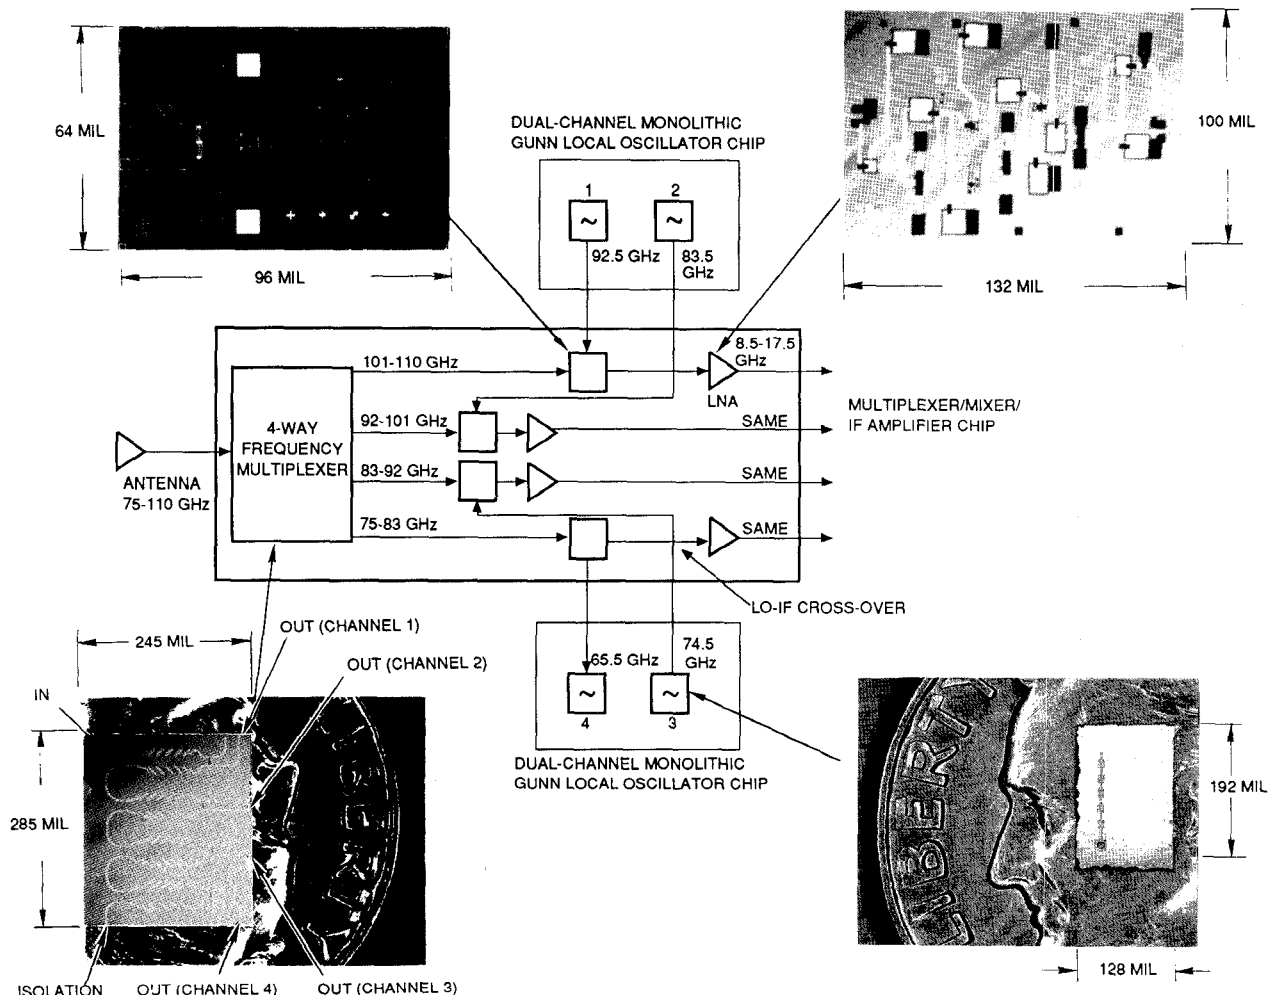 64 MIL
96 MIL
DUAL-CHANNEL MONOLITHIC
GUNN LOCAL OSCILLATOR CHIP
1
2
~
~
92.5 GHz
83.5
GHz
100 MIL
132 MIL
101-110 GHz
8.5-17.5
GHz
LNA
4-WAY
FREQUENCY
MULTIPLEXER
92-101 GHz
SAME
MULTIPLEXER/MIXER/
IF AMPLIFIER CHIP
83-92 GHz
SAME
ANTENNA
75-110 GHz
75-83 GHz
SAME
LO-IF CROSS-OVER
65.5 GHz
74.5
GHz
~
~
4
3
DUAL-CHANNEL MONOLITHIC
GUNN LOCAL OSCILLATOR CHIP
245 MIL
OUT (CHANNEL 1)
OUT (CHANNEL 2)
IN
285 MIL
ISOLATION
OUT (CHANNEL 4)
OUT (CHANNEL 3)
LIBERTY
192 MIL
128 MIL